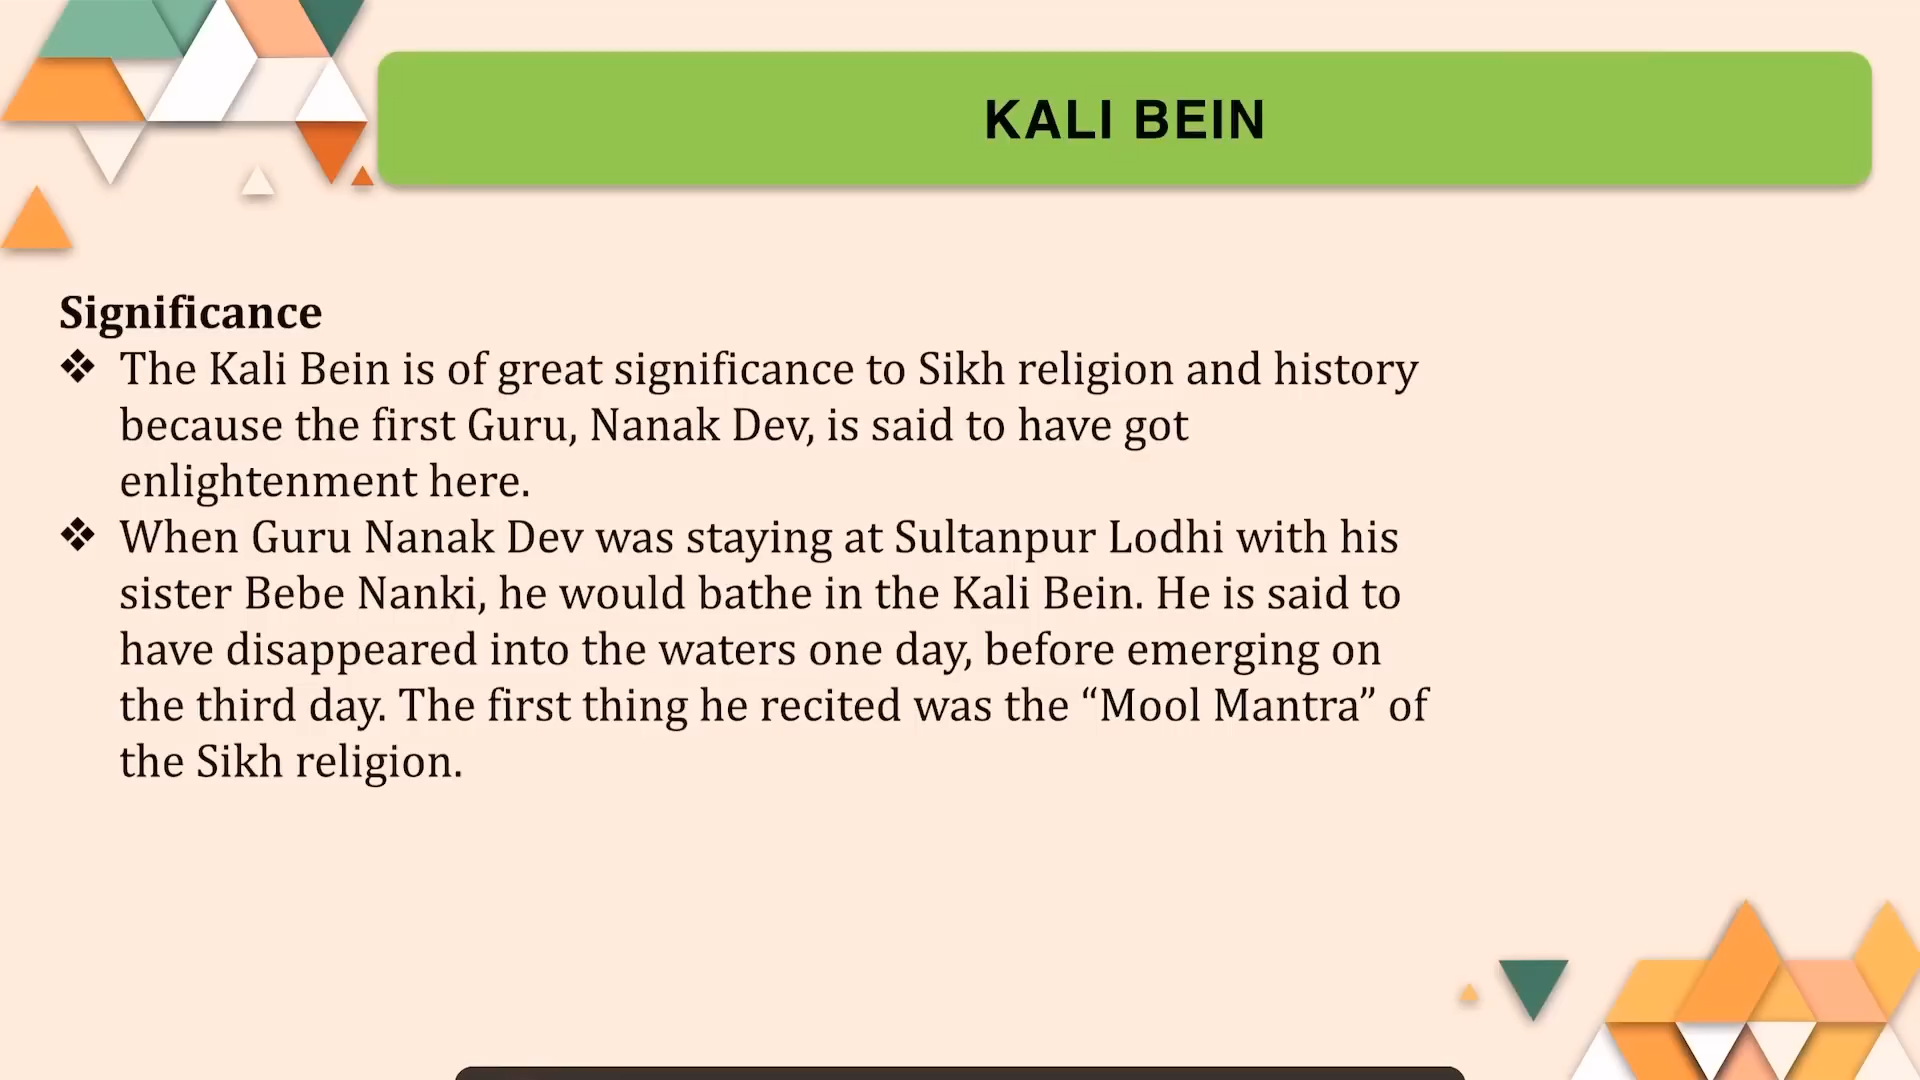 KALI BEIN
Significance
❖ The Kali Bein is of great significance to Sikh religion and history
because the first Guru, Nanak Dev, is said to have got
enlightenment here.
❖ When Guru Nanak Dev was staying at Sultanpur Lodhi with his
sister Bebe Nanki, he would bathe in the Kali Bein. He is said to
have disappeared into the waters one day, before emerging on
the third day. The first thing he recited was the “Mool Mantra” of
the Sikh religion.